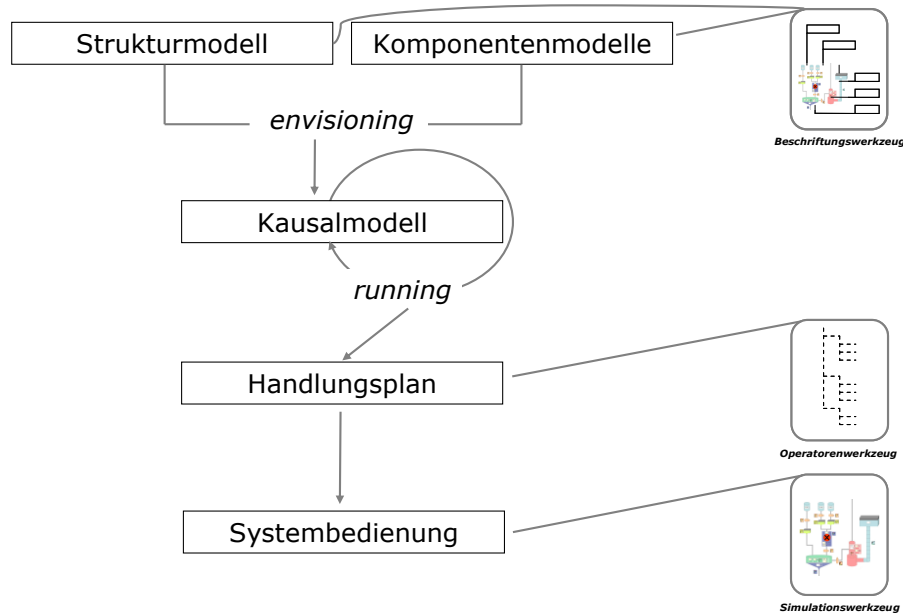 Strukturmodell
Komponentenmodelle
Beschriftungswerkzeug
envisioning
Kausalmodell
running
Handlungsplan
Operatorenwerkzeug
Systembedienung
Simulationswerkzeug